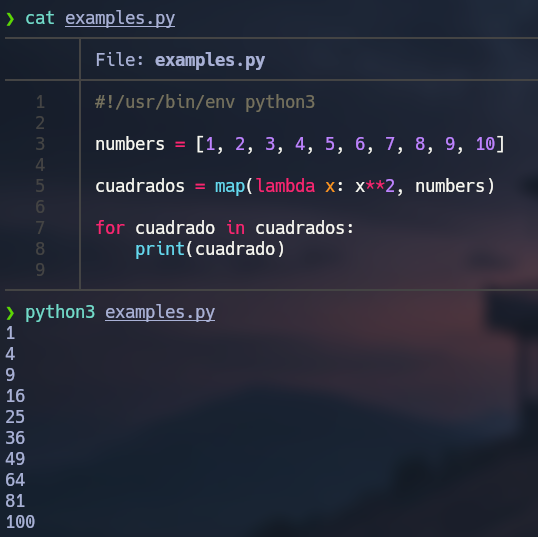 ❯ cat examples.py
File: examples.py
1 #!/usr/bin/env python3
2
3 numbers = [1, 2, 3, 4, 5, 6, 7, 8, 9, 10]
4
5 cuadrados = map(lambda x: x**2, numbers)
6
7 for cuadrado in cuadrados:
8     print(cuadrado)
9
❯ python3 examples.py
1
4
9
16
25
36
49
64
81
100